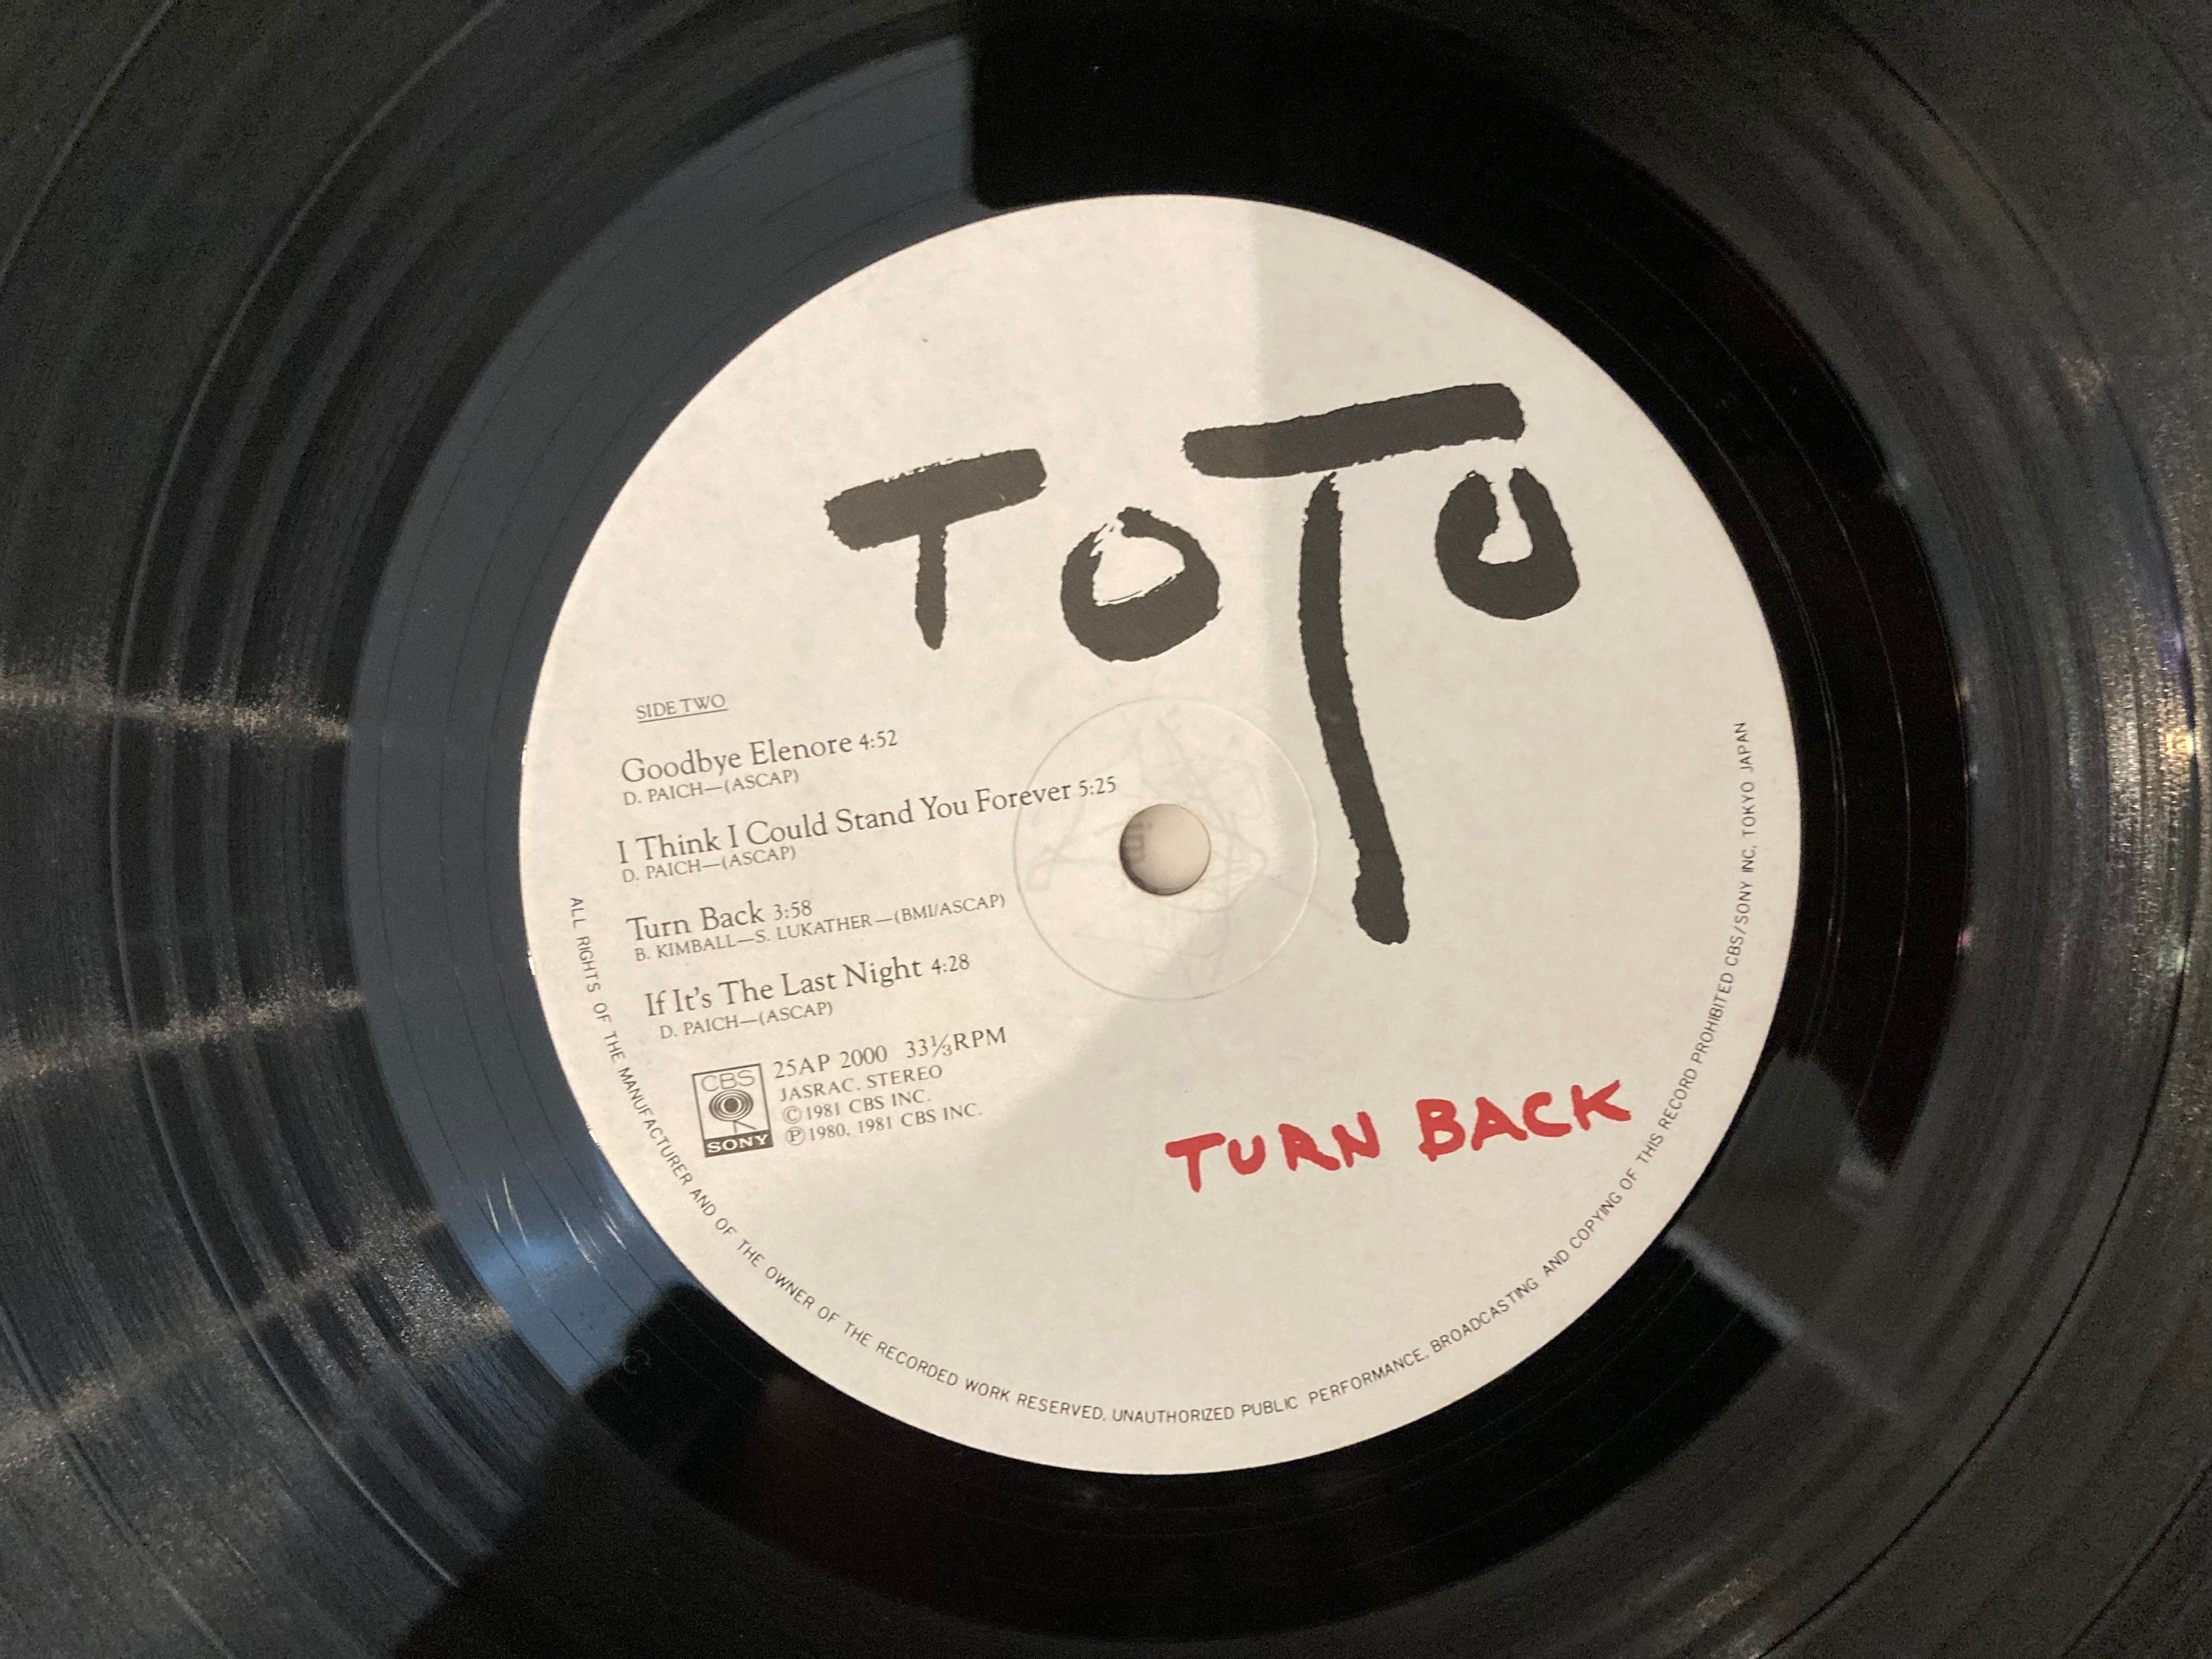 TOTO
SIDE TWO
Goodbye Elenore 4:52
D. PAICH—(ASCAP)
I Think I Could Stand You Forever 5:25
D. PAICH—(ASCAP)
Turn Back 3:58
B. KIMBALL—S. LUKATHER—(BMI/ASCAP)
If It's The Last Night 4:28
D. PAICH—(ASCAP)
CBS
SONY
25AP 2000 33⅓RPM
JASRAC. STEREO
©1981 CBS INC.
℗1980, 1981 CBS INC.
TURN BACK
ALL RIGHTS OF THE MANUFACTURER AND OF THE OWNER OF THE RECORDED WORK RESERVED, UNAUTHORIZED PUBLIC PERFORMANCE, BROADCASTING AND COPYING OF THIS RECORD PROHIBITED CBS/SONY INC, TOKYO JAPAN